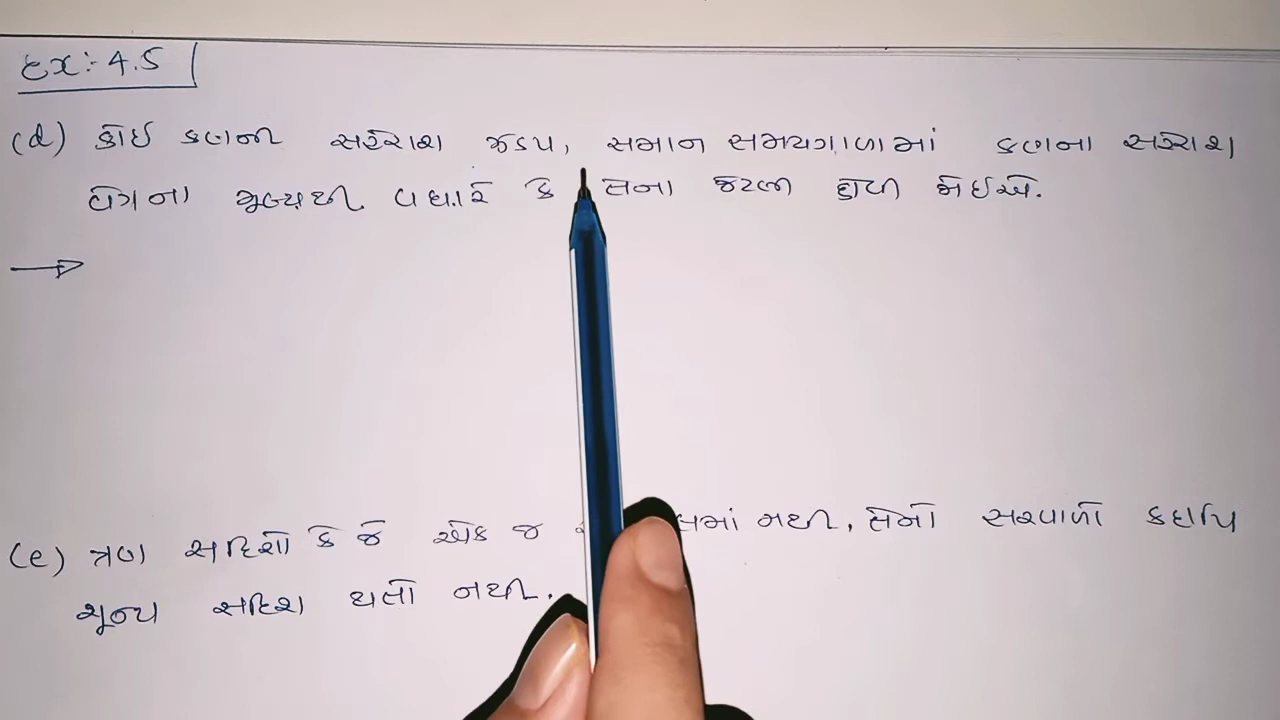 Ex:- 4.5
(d) કોઈ કણની સરેરાશ ઝડપ, સમાન સમયગાળામાં કણના સરેરાશ
વેગના મૂલ્યથી વધારે કે તેના જેટલી હોવી જોઈએ.
→
(e) ત્રણ સદિશો કે જે એક જ નથી, તેનો સરવાળો કદાપિ
શૂન્ય સદિશ થતો નથી.